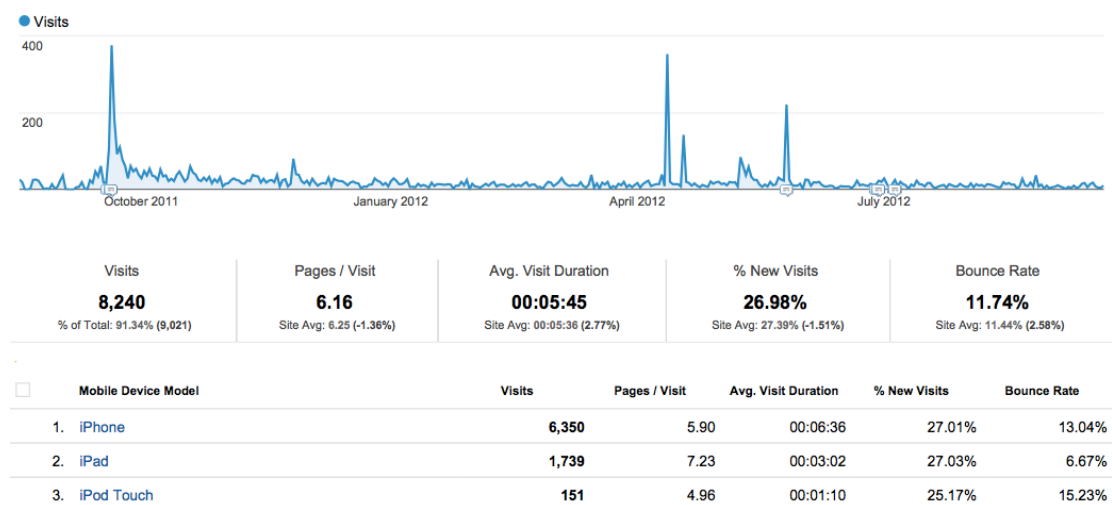 Visits
400
200
October 2011 January 2012 April 2012 July 2012
Visits Pages / Visit Avg. Visit Duration % New Visits Bounce Rate
8,240 6.16 00:05:45 26.98% 11.74%
% of Total: 91.34% (9,021) Site Avg: 6.25 (-1.36%) Site Avg: 00:05:36 (2.77%) Site Avg: 27.39% (-1.51%) Site Avg: 11.44% (2.58%)
Mobile Device Model Visits Pages / Visit Avg. Visit Duration % New Visits Bounce Rate
1. iPhone 6,350 5.90 00:06:36 27.01% 13.04%
2. iPad 1,739 7.23 00:03:02 27.03% 6.67%
3. iPod Touch 151 4.96 00:01:10 25.17% 15.23%